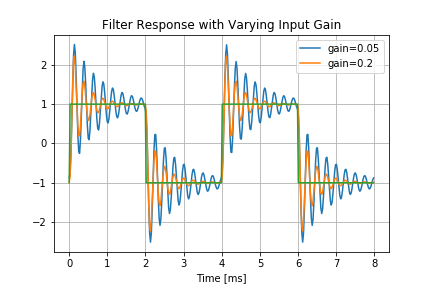 Filter Response with Varying Input Gain
gain=0.05
gain=0.2
2
1
0
−1
−2
0 1 2 3 4 5 6 7 8
Time [ms]